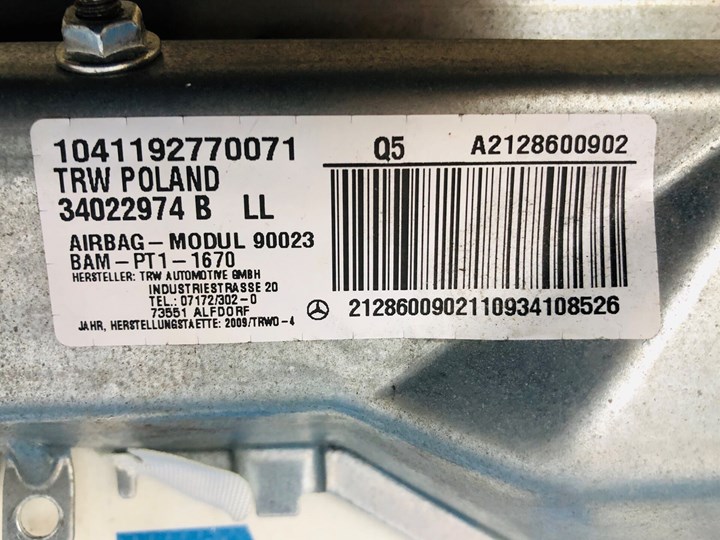 1041192770071
TRW POLAND
34022974 B LL
AIRBAG-MODUL 90023
BAM-PT1-1670
HERSTELLER: TRW AUTOMOTIVE GMBH
INDUSTRIESTRASSE 20
TEL.: 07172/302-0
73551 ALFDORF
JAHR, HERSTELLUNGSTAETTE: 2009/TRWO-4
Q5 A2128600902
2128600902110934108526